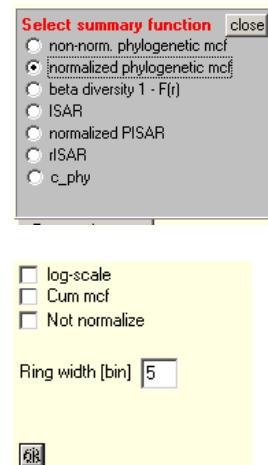 Select summary function close
non-norm. phylogenetic mcf
normalized phylogenetic mcf
beta diversity 1 - F(r)
ISAR
normalized PISAR
rISAR
c_phy
log-scale
Cum mcf
Not normalize
Ring width [bin] 5
OK